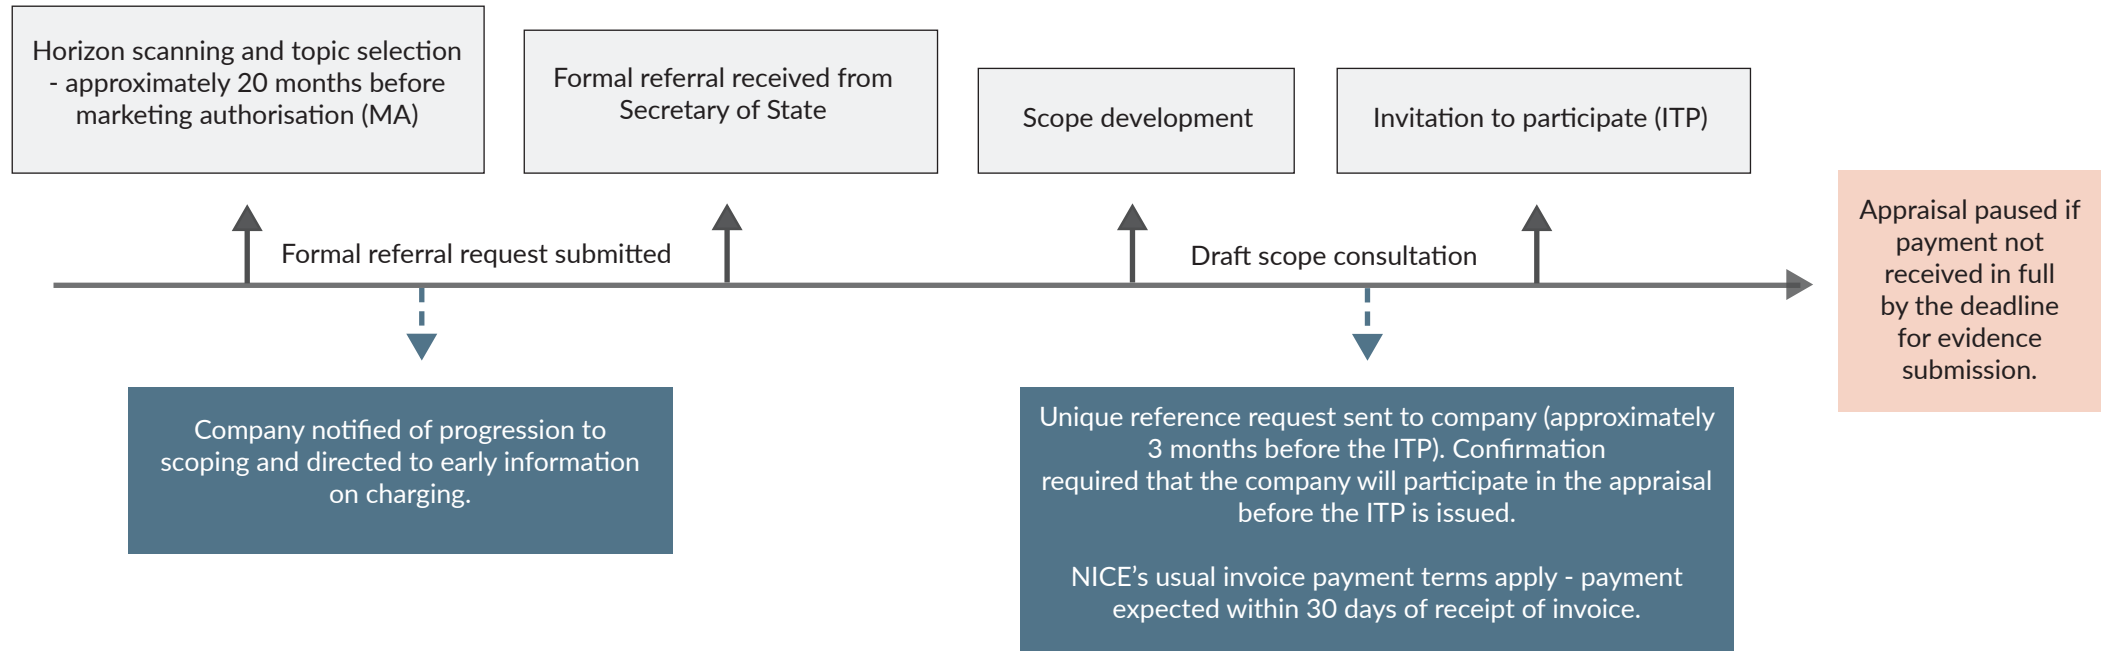 Horizon scanning and topic selection
- approximately 20 months before
marketing authorisation (MA)
Formal referral received from
Secretary of State
Scope development
Invitation to participate (ITP)
Formal referral request submitted
Draft scope consultation
Appraisal paused if
payment not
received in full
by the deadline
for evidence
submission.
Company notified of progression to
scoping and directed to early information
on charging.
Unique reference request sent to company (approximately
3 months before the ITP). Confirmation
required that the company will participate in the appraisal
before the ITP is issued.
NICE’s usual invoice payment terms apply - payment
expected within 30 days of receipt of invoice.